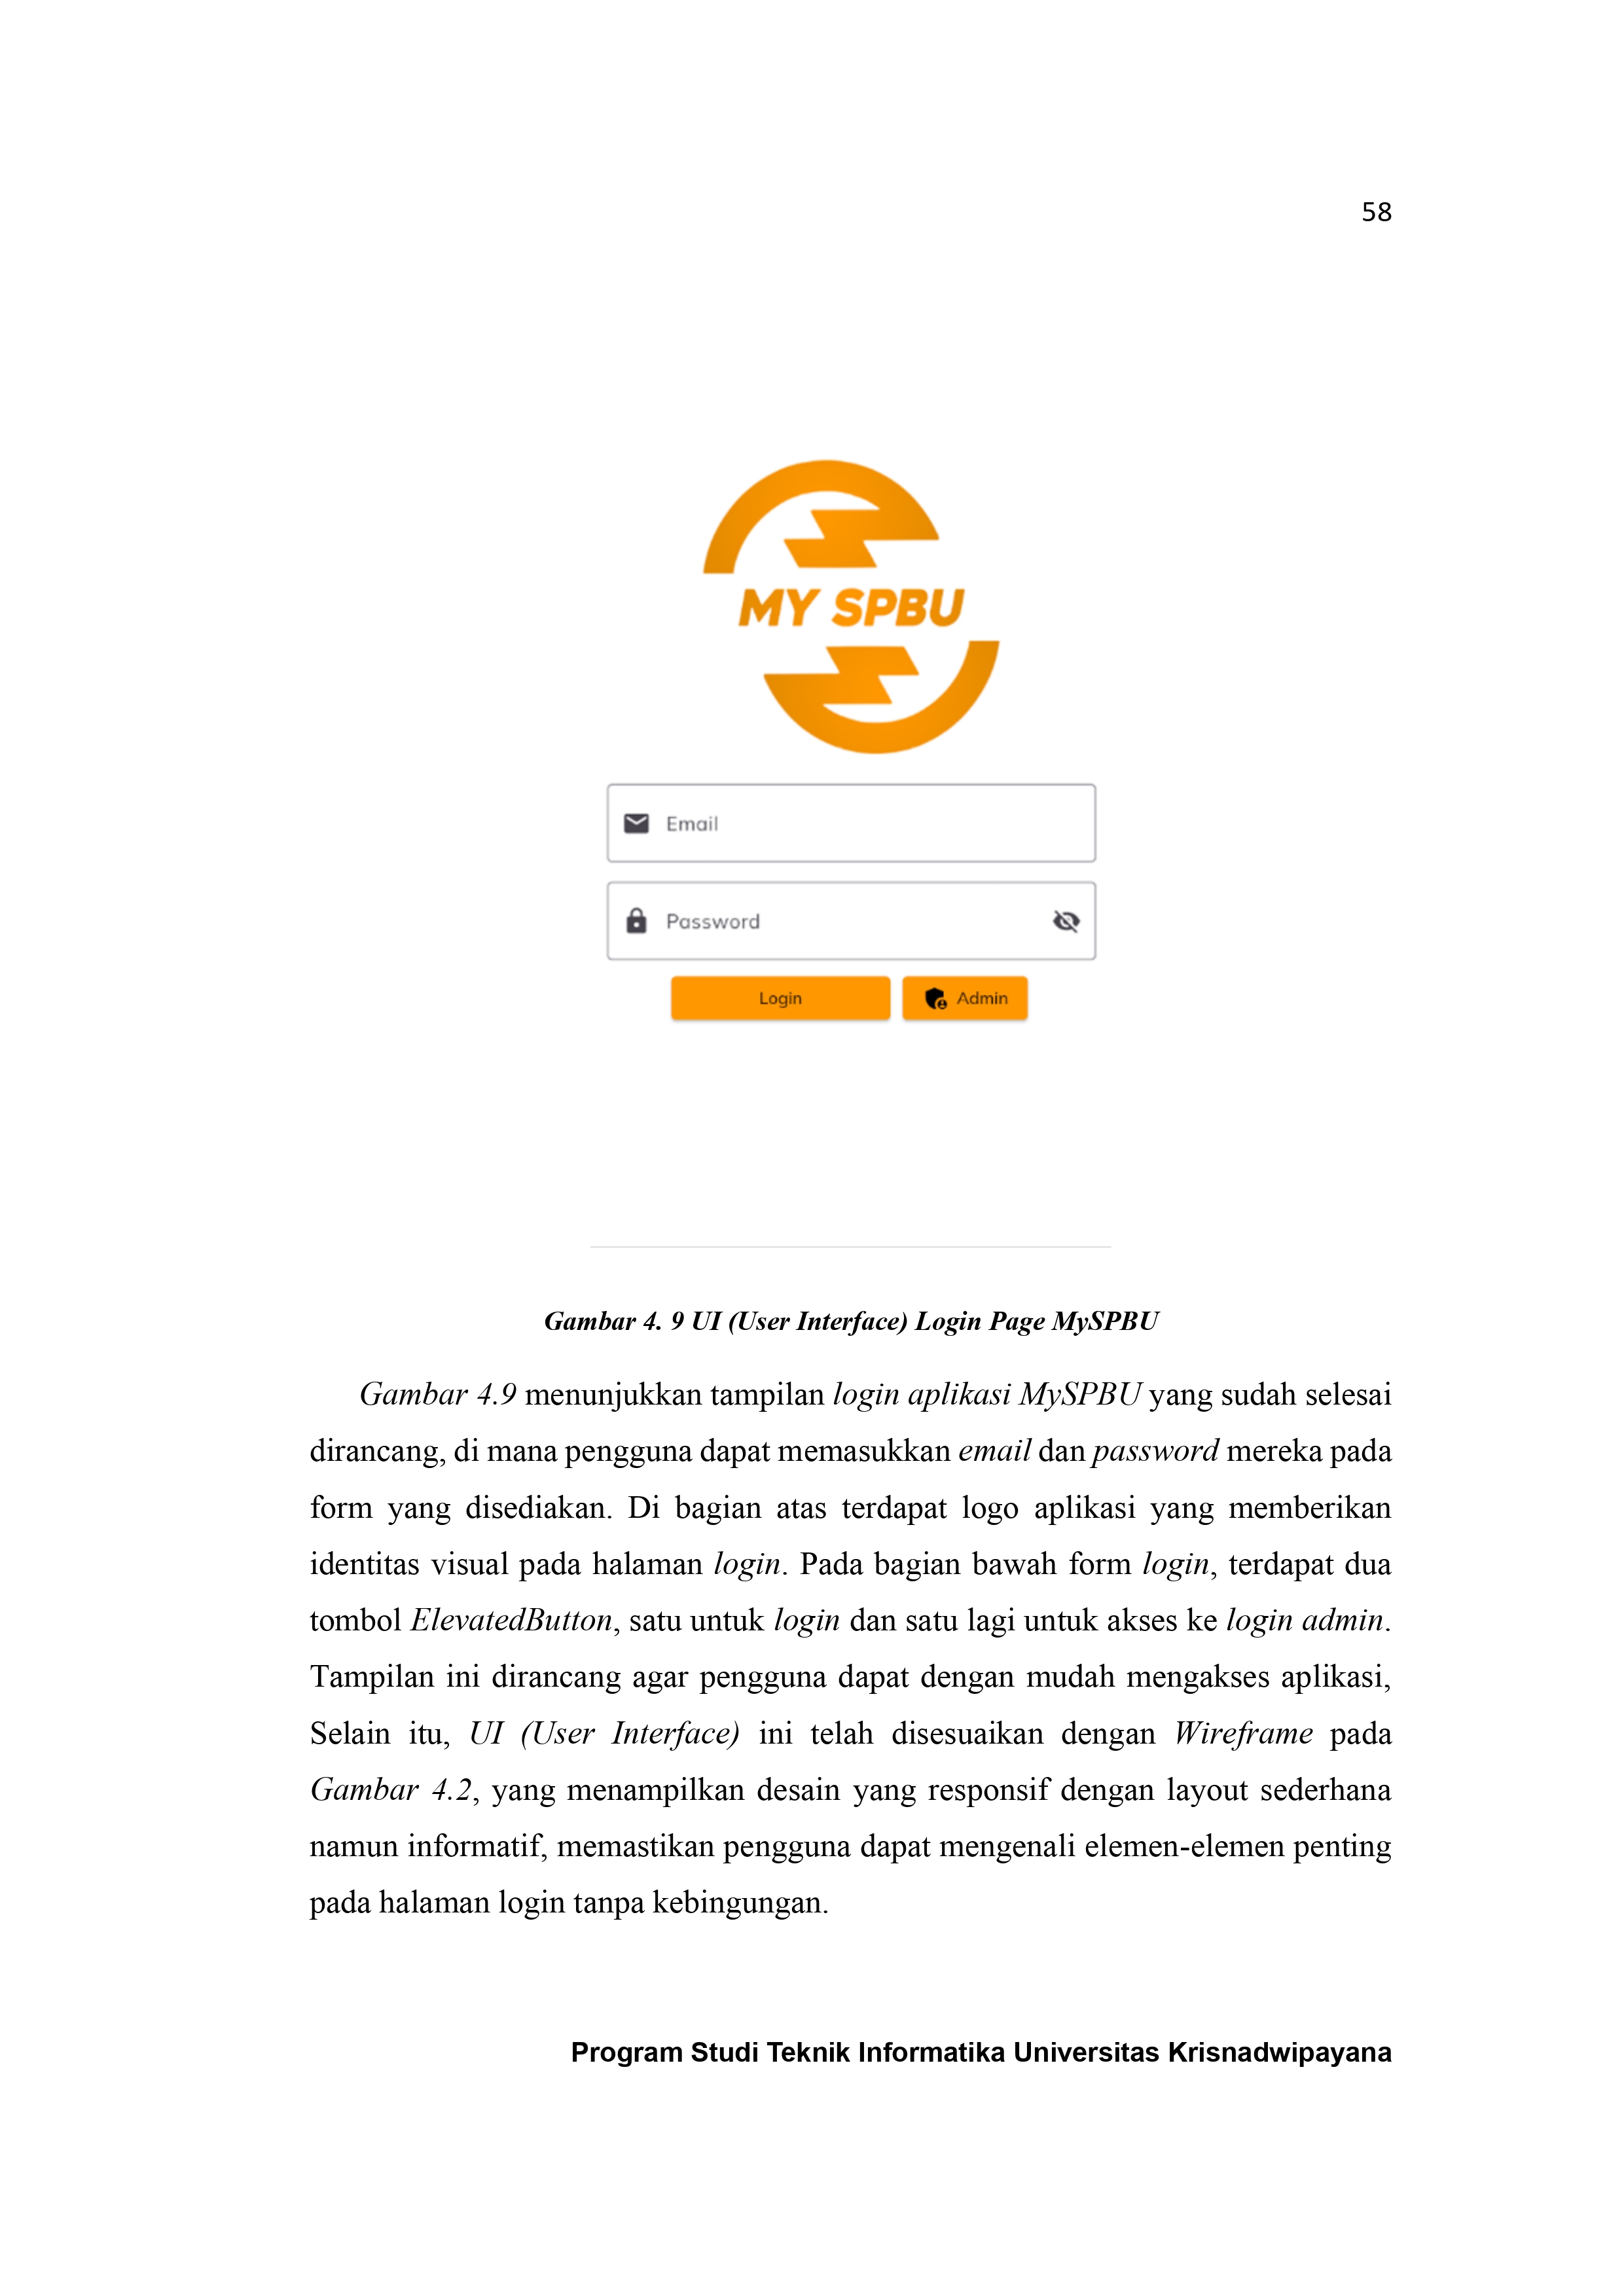 58
MY SPBU
Email
Password
Login
Admin
Gambar 4. 9 UI (User Interface) Login Page MySPBU
Gambar 4.9 menunjukkan tampilan login aplikasi MySPBU yang sudah selesai
dirancang, di mana pengguna dapat memasukkan email dan password mereka pada
form yang disediakan. Di bagian atas terdapat logo aplikasi yang memberikan
identitas visual pada halaman login. Pada bagian bawah form login, terdapat dua
tombol ElevatedButton, satu untuk login dan satu lagi untuk akses ke login admin.
Tampilan ini dirancang agar pengguna dapat dengan mudah mengakses aplikasi,
Selain itu, UI (User Interface) ini telah disesuaikan dengan Wireframe pada
Gambar 4.2, yang menampilkan desain yang responsif dengan layout sederhana
namun informatif, memastikan pengguna dapat mengenali elemen-elemen penting
pada halaman login tanpa kebingungan.
Program Studi Teknik Informatika Universitas Krisnadwipayana